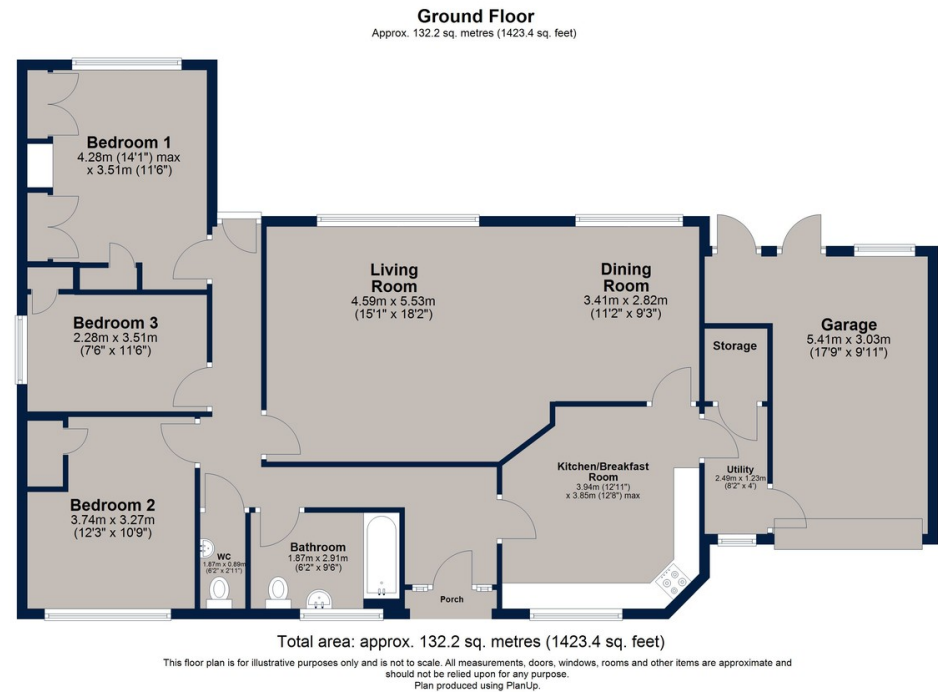 Ground Floor
Approx. 132.2 sq. metres (1423.4 sq. feet)
Bedroom 1
4.28m (14'1") max
x 3.51m (11'6")
Living
Room
4.59m x 5.53m
(15'1" x 18'2")
Dining
Room
3.41m x 2.82m
(11'2" x 9'3")
Bedroom 3
2.28m x 3.51m
(7'6" x 11'6")
Garage
5.41m x 3.03m
(17'9" x 9'11")
Storage
Kitchen/Breakfast
Room
3.94m (12'11")
x 3.85m (12'8") max
Utility
2.49m x 1.23m
(8'2" x 4')
Bedroom 2
3.74m x 3.27m
(12'3" x 10'9")
WC
1.87m x 0.89m
(6'2" x 2'11")
Bathroom
1.87m x 2.91m
(6'2" x 9'6")
Porch
Total area: approx. 132.2 sq. metres (1423.4 sq. feet)
This floor plan is for illustrative purposes only and is not to scale. All measurements, doors, windows, rooms and other items are approximate and
should not be relied upon for any purpose.
Plan produced using PlanUp.